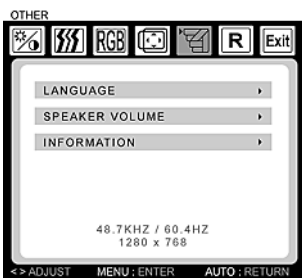 OTHER
RGB R Exit
LANGUAGE
SPEAKER VOLUME
INFORMATION
48.7KHZ / 60.4HZ
1280 x 768
<> ADJUST MENU : ENTER AUTO : RETURN